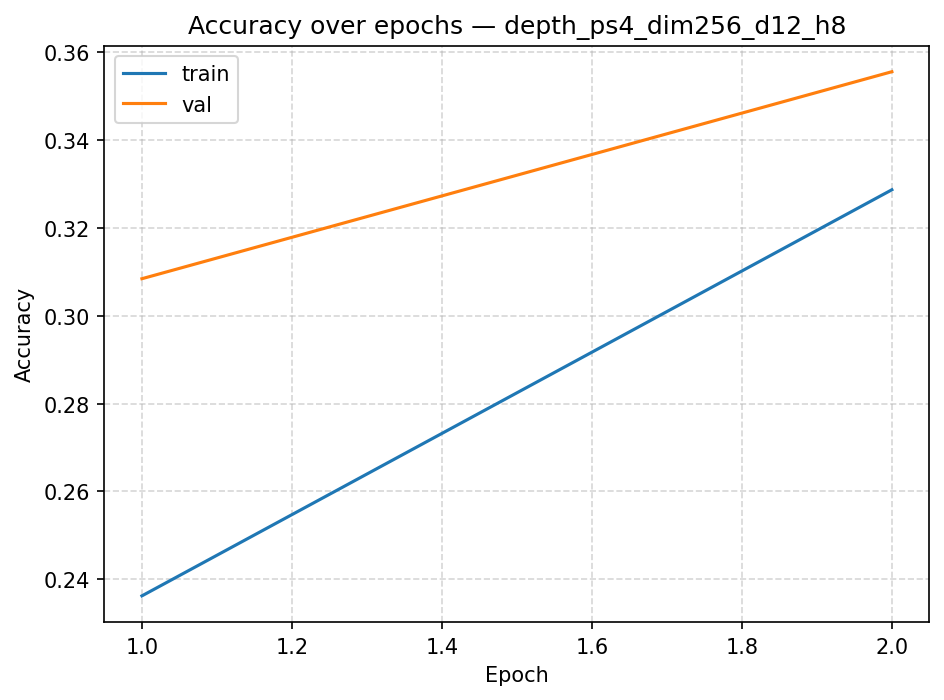 Accuracy over epochs — depth_ps4_dim256_d12_h8
train
val
0.36
0.34
0.32
0.30
0.28
0.26
0.24
Accuracy
1.0
1.2
1.4
1.6
1.8
2.0
Epoch